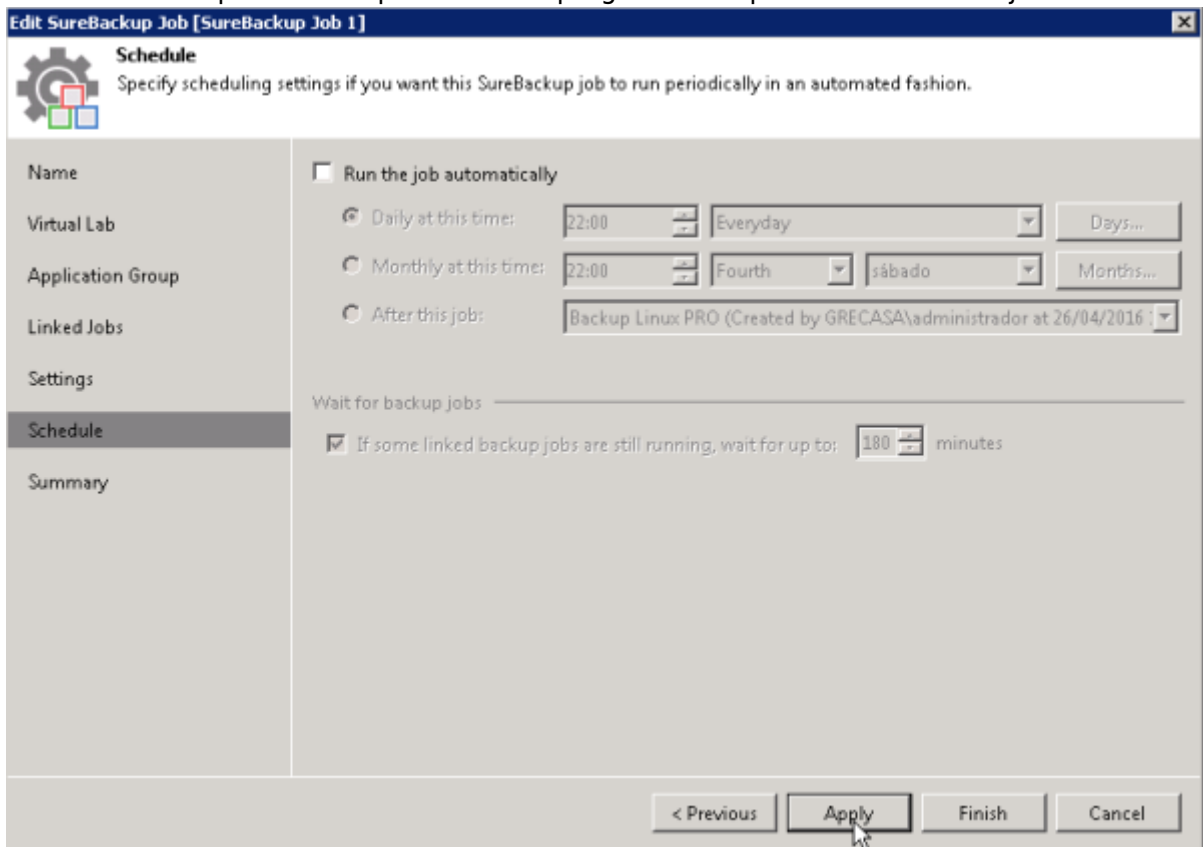 Edit SureBackup Job [SureBackup Job 1]
Schedule
Specify scheduling settings if you want this SureBackup job to run periodically in an automated fashion.
Name
Virtual Lab
Application Group
Linked Jobs
Settings
Schedule
Summary
Run the job automatically
Daily at this time: 22:00 Everyday Days...
Monthly at this time: 22:00 Fourth sábado Months...
After this job: Backup Linux PRO (Created by GRECASA\administrador at 26/04/2016
Wait for backup jobs
If some linked backup jobs are still running, wait for up to: 180 minutes
< Previous Apply Finish Cancel